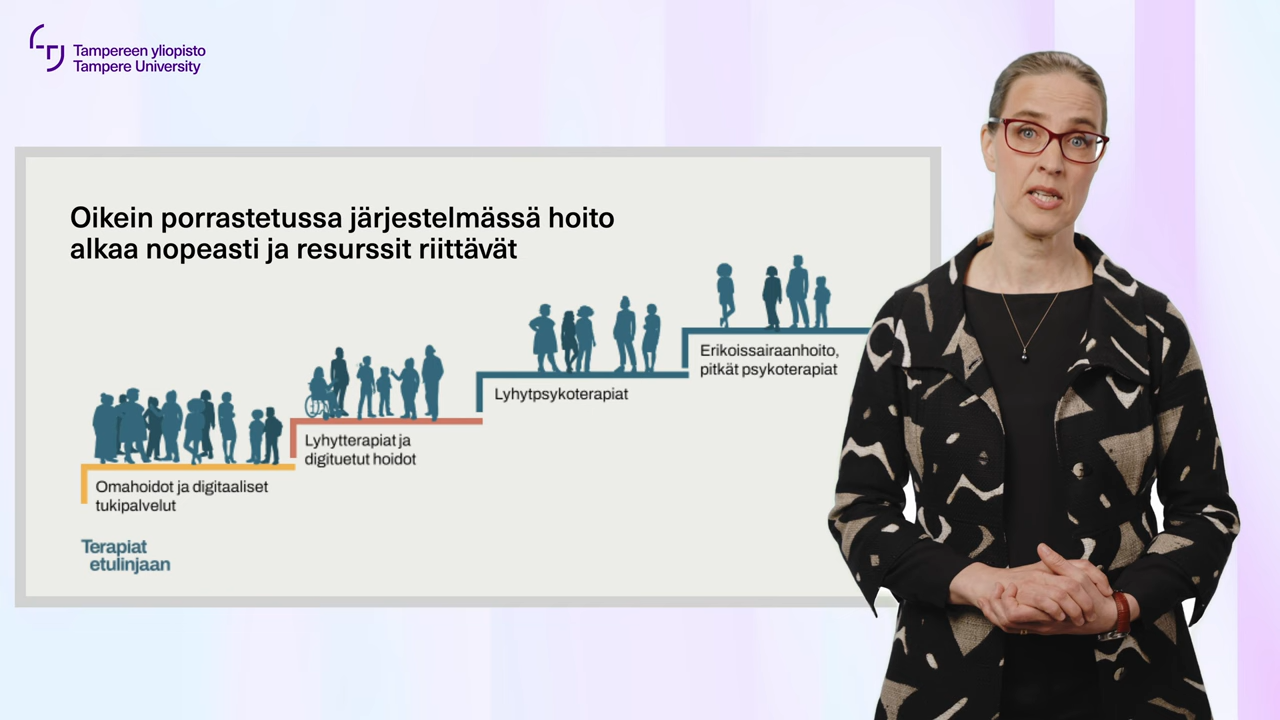 Tampereen yliopisto
Tampere University
Oikein porrastetussa järjestelmässä hoito
alkaa nopeasti ja resurssit riittävät
Erikoissairaanhoito,
pitkät psykoterapiat
Lyhytpsykoterapiat
Lyhytterapiat ja
digituetut hoidot
Omahoidot ja digitaaliset
tukipalvelut
Terapiat
etulinjaan